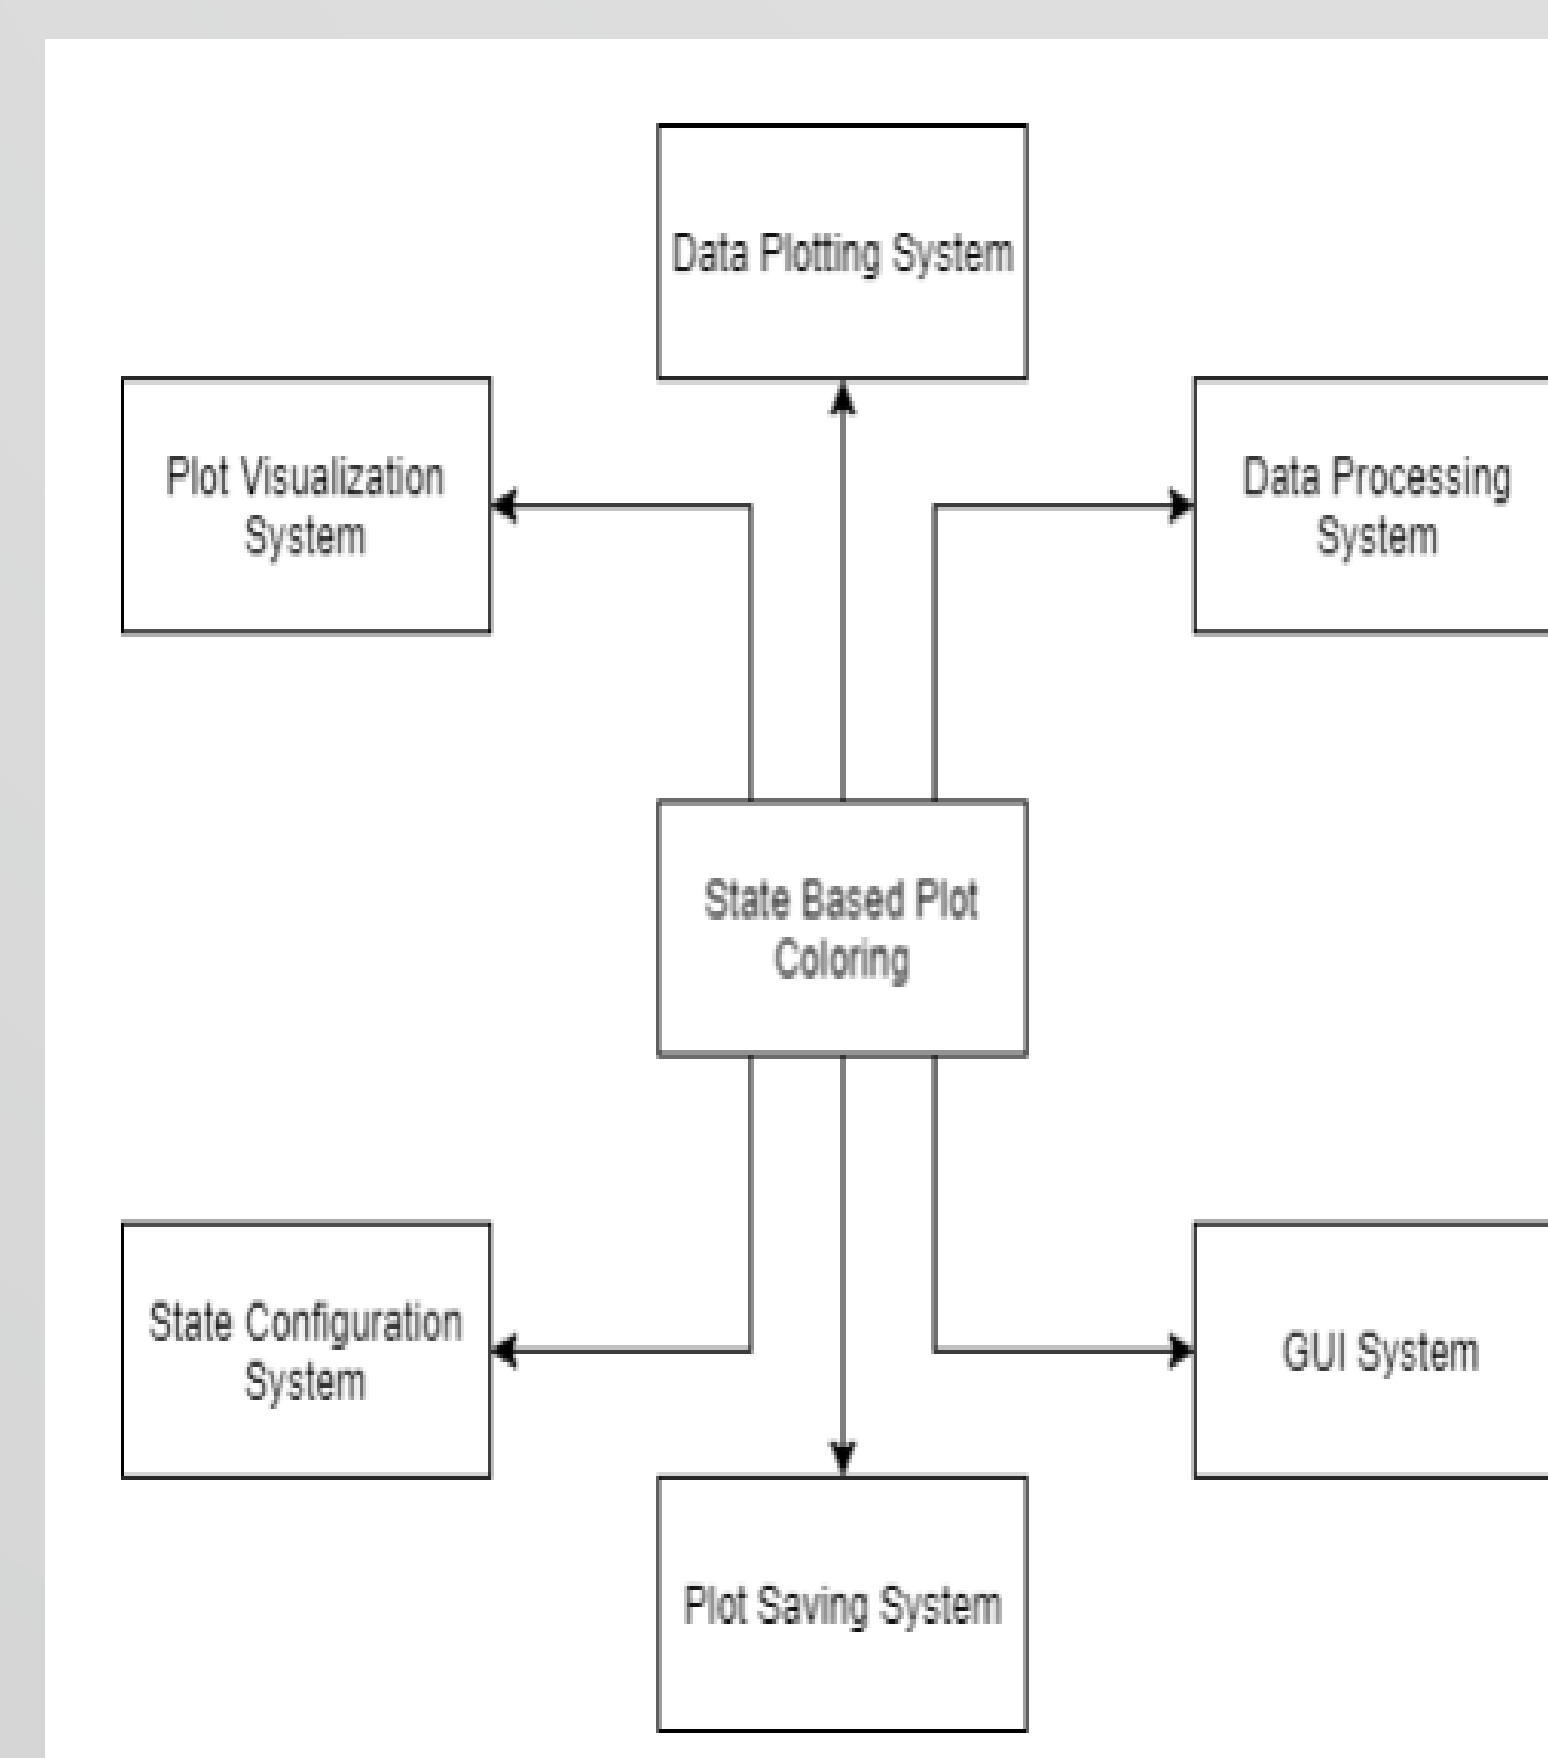 Data Plotting System
Plot Visualization
System
Data Processing
System
State Based Plot
Coloring
State Configuration
System
GUI System
Plot Saving System